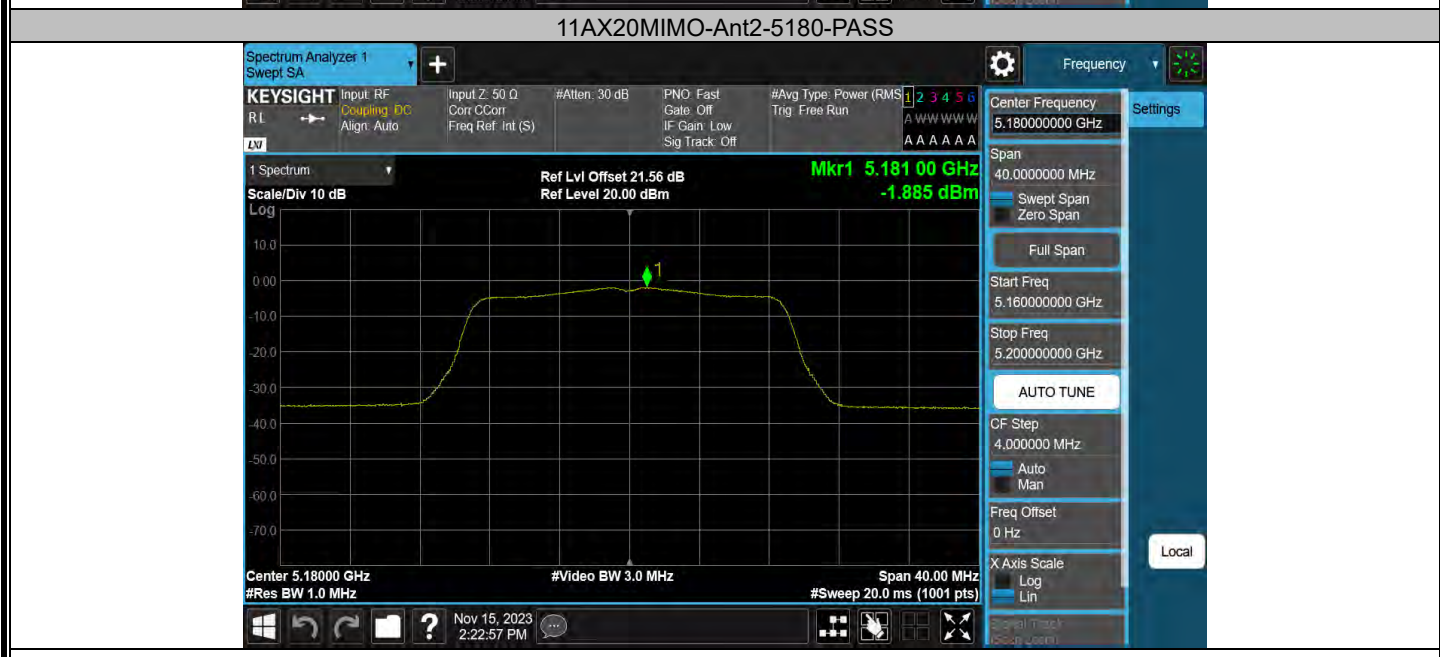 11AX20MIMO-Ant2-5180-PASS
Spectrum Analyzer 1
Swept SA
Frequency
KEYSIGHT
RL
LXI
Input: RF
Coupling: DC
Align: Auto
Input Z: 50 Ω
Corr CCorr
Freq Ref: Int (S)
#Atten: 30 dB
PNO: Fast
Gate: Off
IF Gain: Low
Sig Track: Off
#Avg Type: Power (RMS
Trig: Free Run
1 2 3 4 5 6
A W W W W W
A A A A A A
1 Spectrum
Scale/Div 10 dB
Log
Ref Lvl Offset 21.56 dB
Ref Level 20.00 dBm
Mkr1 5.181 00 GHz
-1.885 dBm
1
10.0
0.00
-10.0
-20.0
-30.0
-40.0
-50.0
-60.0
-70.0
Center 5.18000 GHz
#Res BW 1.0 MHz
#Video BW 3.0 MHz
Span 40.00 MHz
#Sweep 20.0 ms (1001 pts)
Center Frequency
5.180000000 GHz
Span
40.0000000 MHz
Swept Span
Zero Span
Full Span
Start Freq
5.160000000 GHz
Stop Freq
5.200000000 GHz
AUTO TUNE
CF Step
4.000000 MHz
Auto
Man
Freq Offset
0 Hz
X Axis Scale
Log
Lin
Signal Track
Settings
Local
?
Nov 15, 2023
2:22:57 PM